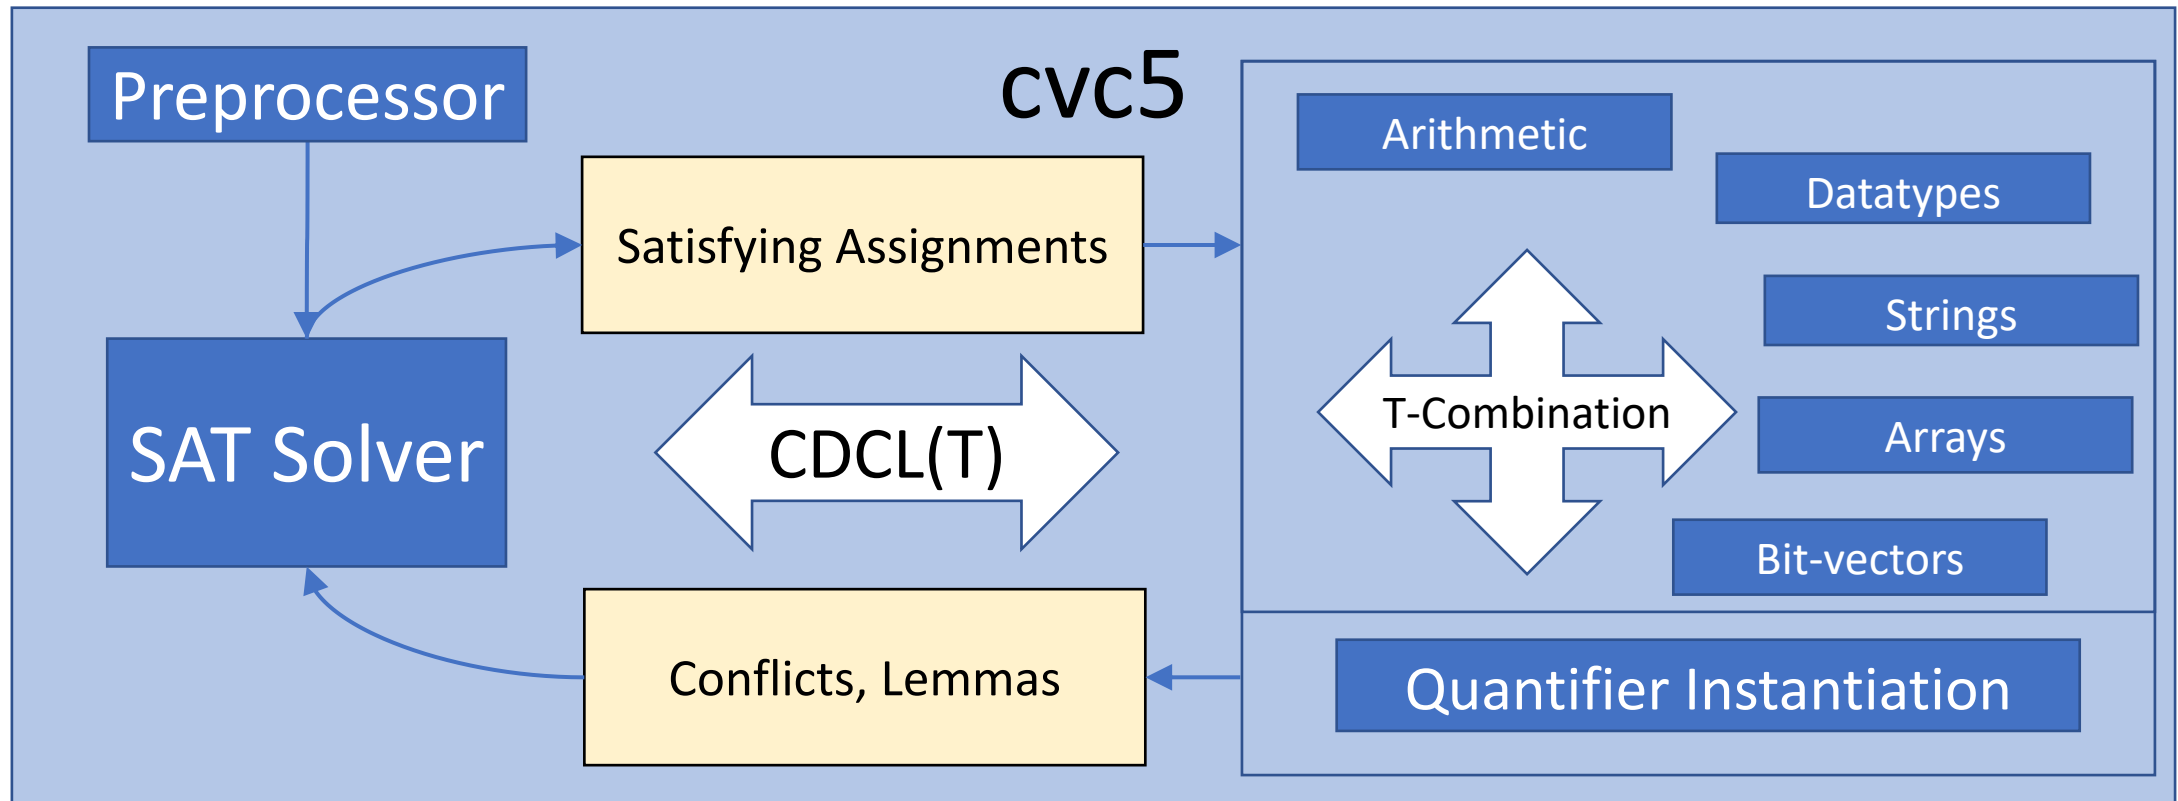 cvc5
Preprocessor
Satisfying Assignments
SAT Solver
CDCL(T)
Conflicts, Lemmas
Arithmetic
Datatypes
Strings
T-Combination
Arrays
Bit-vectors
Quantifier Instantiation